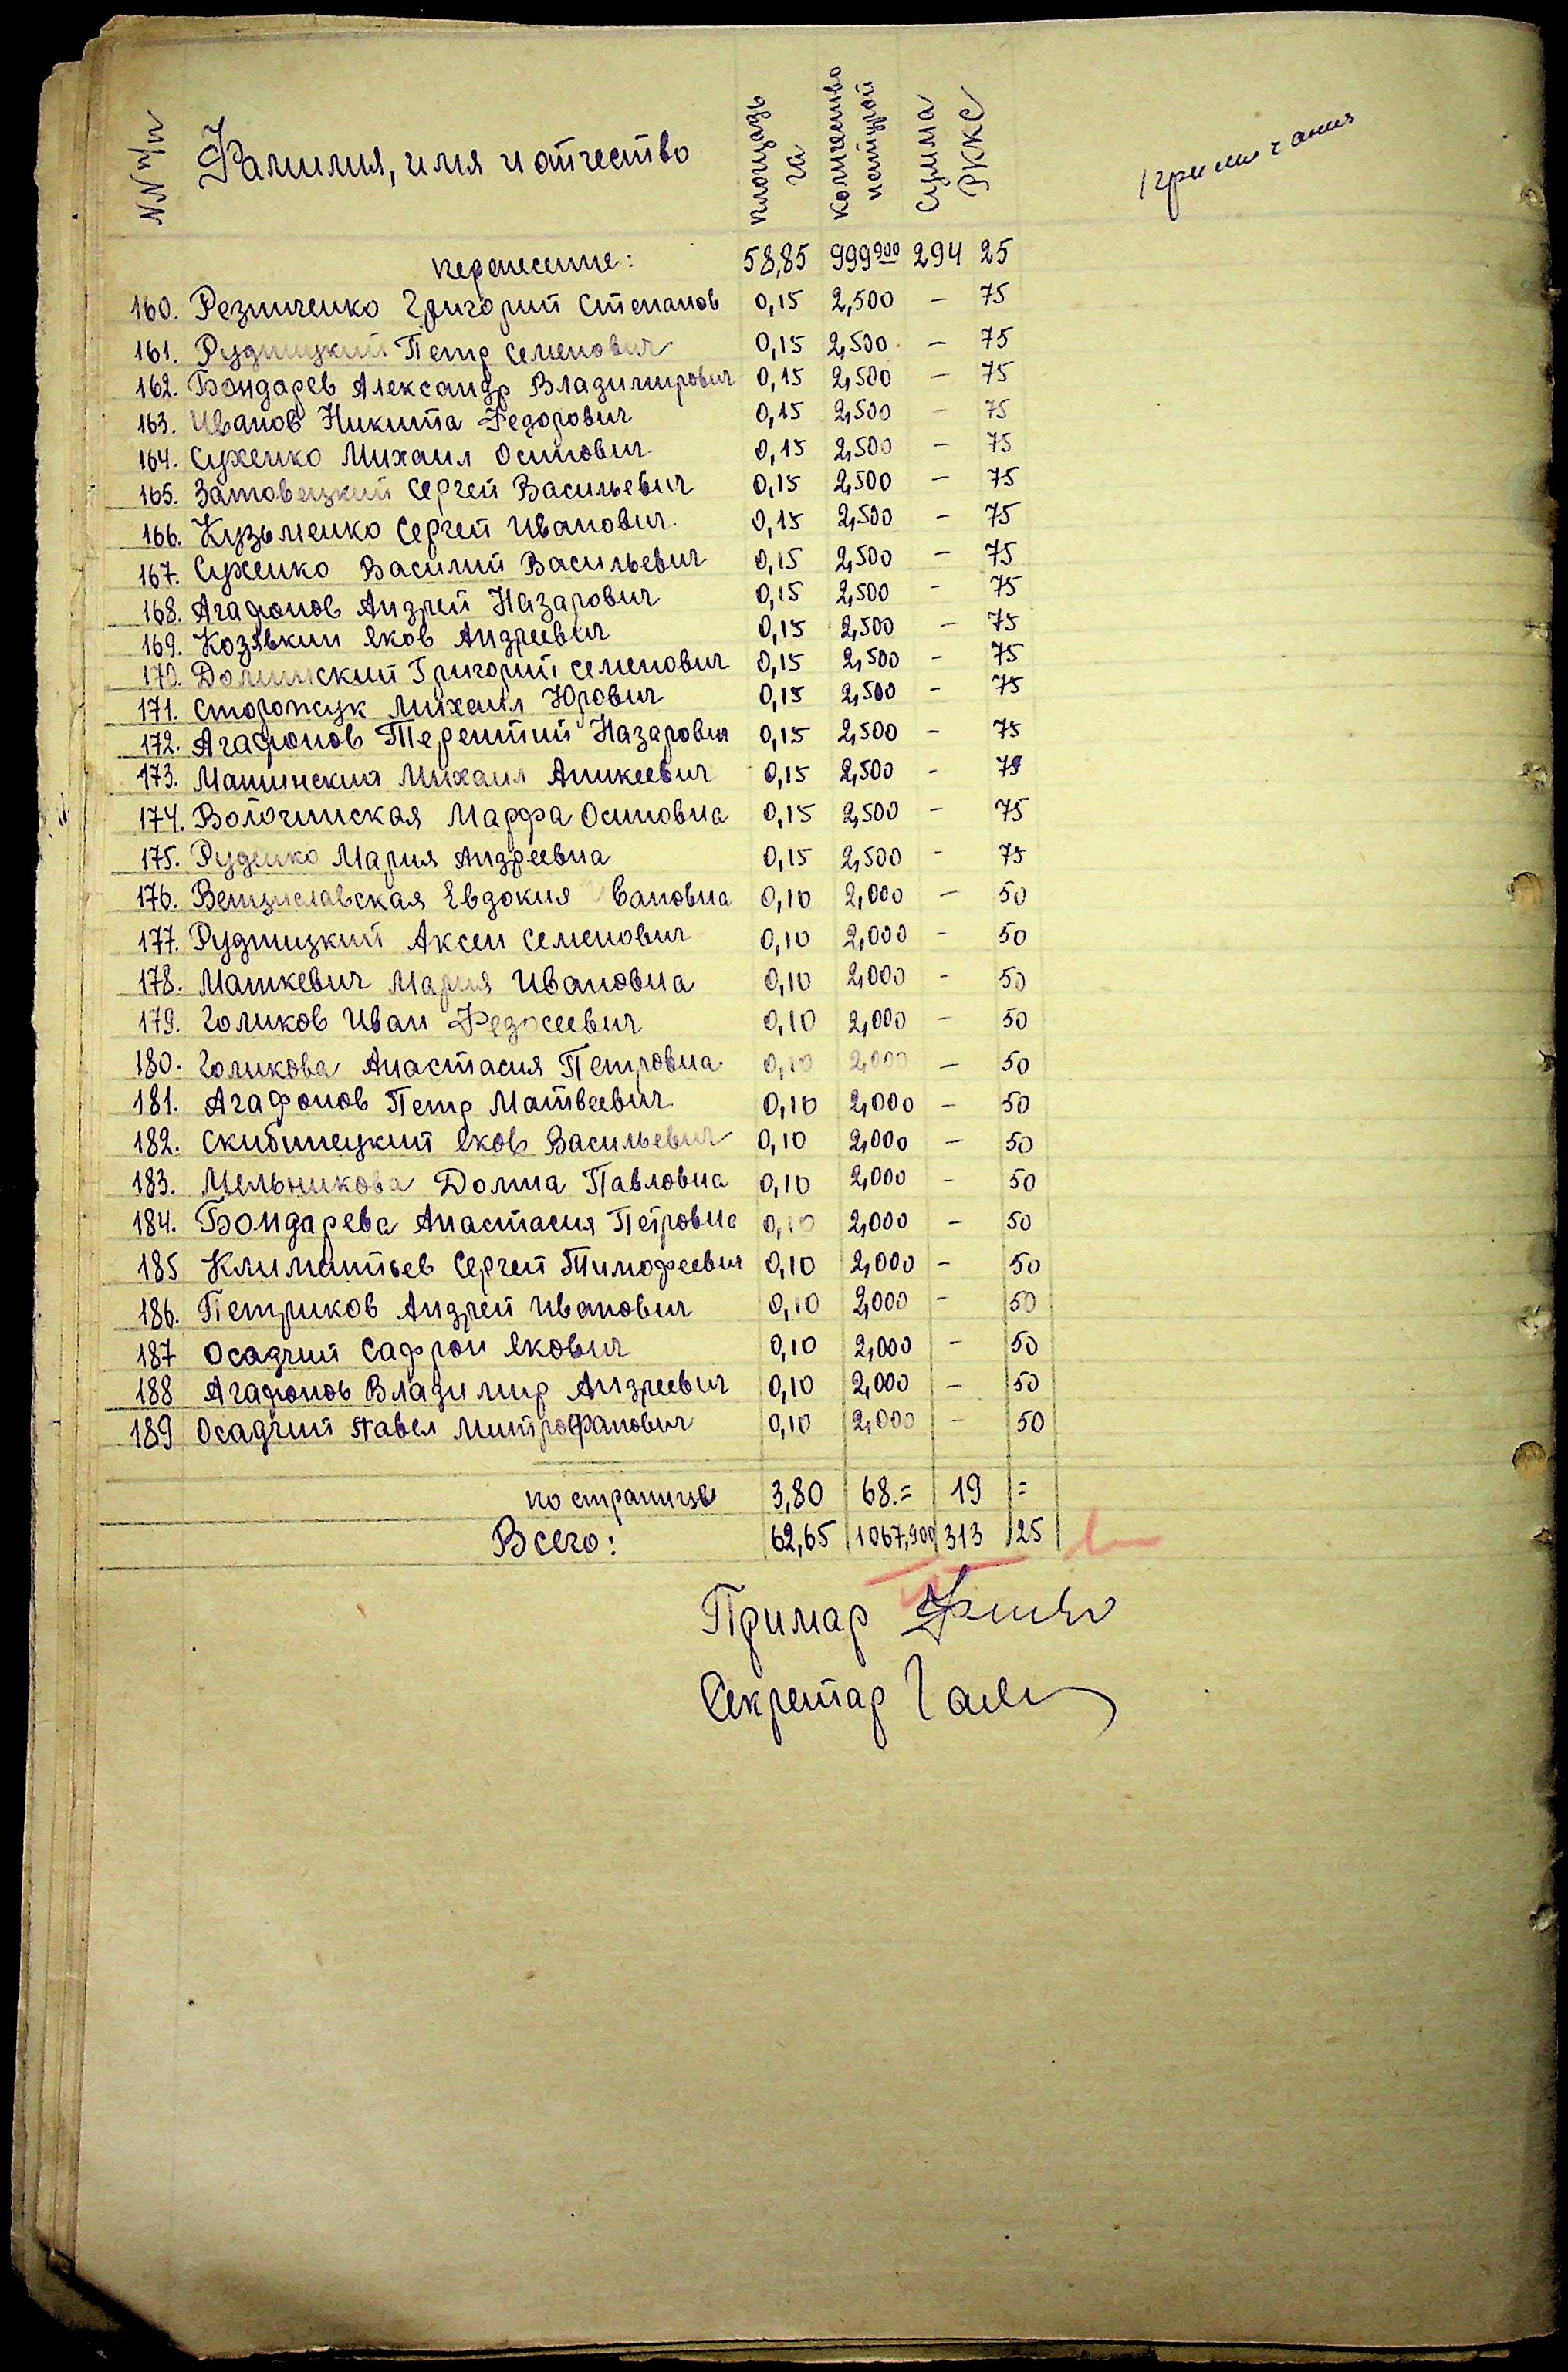 NN п/п Фамилия, имя и отчество площадь га количество натурой Сумма РККС примечания
перенесение: 58,85 999900 294 25
160. Резниченко Григорий Степанов 0,15 2,500 – 75
161. Рудницкий Петр Семенович 0,15 2,500 – 75
162. Бондарев Александр Владимирович 0,15 2,500 – 75
163. Иванов Никита Федорович 0,15 2,500 – 75
164. Сухенко Михаил Осипович 0,15 2,500 – 75
165. Затовецкий Сергей Васильевич 0,15 2,500 – 75
166. Кузьменко Сергей Иванович 0,15 2,500 – 75
167. Сухенко Василий Васильевич 0,15 2,500 – 75
168. Агафонов Андрей Назарович 0,15 2,500 – 75
169. Козявкин Яков Андреевич 0,15 2,500 – 75
170. Долинский Григорий Семенович 0,15 2,500 – 75
171. Сторожук Михаил Юрович 0,15 2,500 – 75
172. Агафонов Терентий Назарович 0,15 2,500 – 75
173. Машинский Михаил Аникеевич 0,15 2,500 – 75
174. Волочинская Марфа Осиповна 0,15 2,500 – 75
175. Руденко Мария Андреевна 0,15 2,500 – 75
176. Венциславская Евдокия Ивановна 0,10 2,000 – 50
177. Рудницкий Аксен Семенович 0,10 2,000 – 50
178. Машкевич Мария Ивановна 0,10 2,000 – 50
179. Голиков Иван Федосеевич 0,10 2,000 – 50
180. Голикова Анастасия Петровна 0,10 2,000 – 50
181. Агафонов Петр Матвеевич 0,10 2,000 – 50
182. Скибинецкий Яков Васильевич 0,10 2,000 – 50
183. Мельникова Домна Павловна 0,10 2,000 – 50
184. Бондарева Анастасия Петровна 0,10 2,000 – 50
185 Климентьев Сергей Тимофеевич 0,10 2,000 – 50
186. Петриков Андрей Иванович 0,10 2,000 – 50
187 Осадчий Сафрон Якович 0,10 2,000 – 50
188 Агафонов Владимир Андреевич 0,10 2,000 – 50
189 Осадчий Павел Митрофанович 0,10 2,000 – 50
по странице 3,80 68.= 19 =
Всего: 62,65 1067,900 313 25
Примар
Секретар